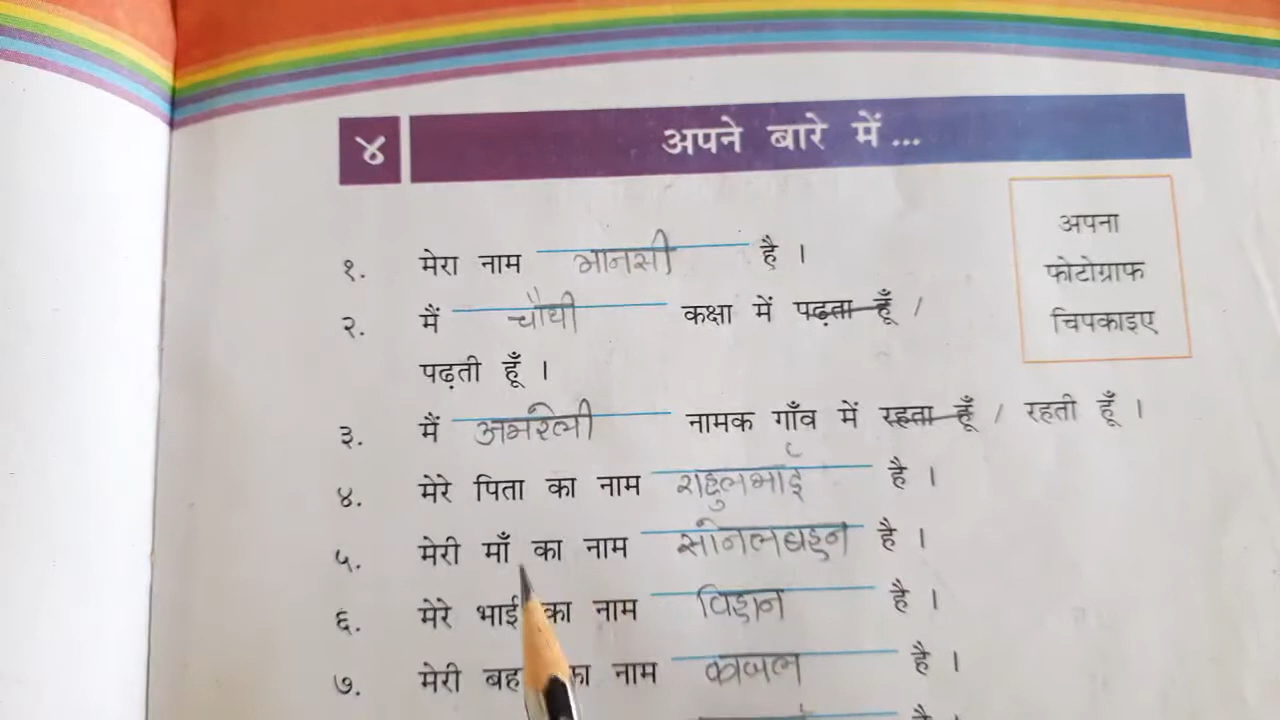 ४ अपने बारे में...
अपना
फोटोग्राफ
चिपकाइए
१. मेरा नाम मानसी है ।
२. मैं चौथी कक्षा में पढ़ता हूँ /
पढ़ती हूँ ।
३. मैं अमरेली नामक गाँव में रहता हूँ / रहती हूँ ।
४. मेरे पिता का नाम राहुलभाई है ।
५. मेरी माँ का नाम सोनलबहन है ।
६. मेरे भाई का नाम है ।
७. मेरी बह का नाम काजल है ।